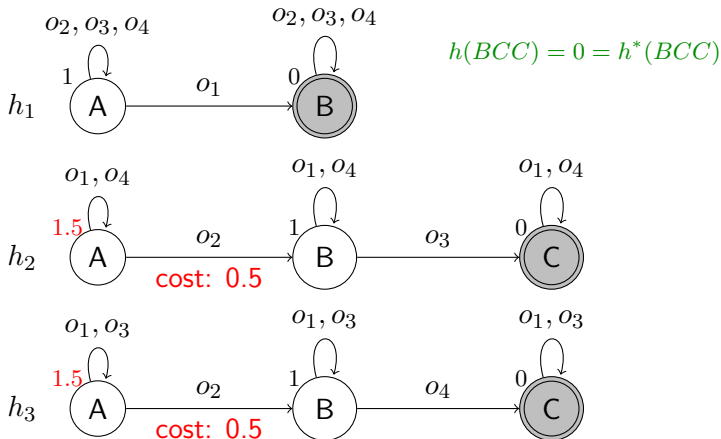 o₂, o₃, o₄
o₂, o₃, o₄
h(BCC) = 0 = h*(BCC)
1
0
h₁
A
o₁
B
o₁, o₄
o₁, o₄
o₁, o₄
1.5
1
0
h₂
A
o₂
B
o₃
C
cost: 0.5
o₁, o₃
o₁, o₃
o₁, o₃
1.5
1
0
h₃
A
o₂
B
o₄
C
cost: 0.5